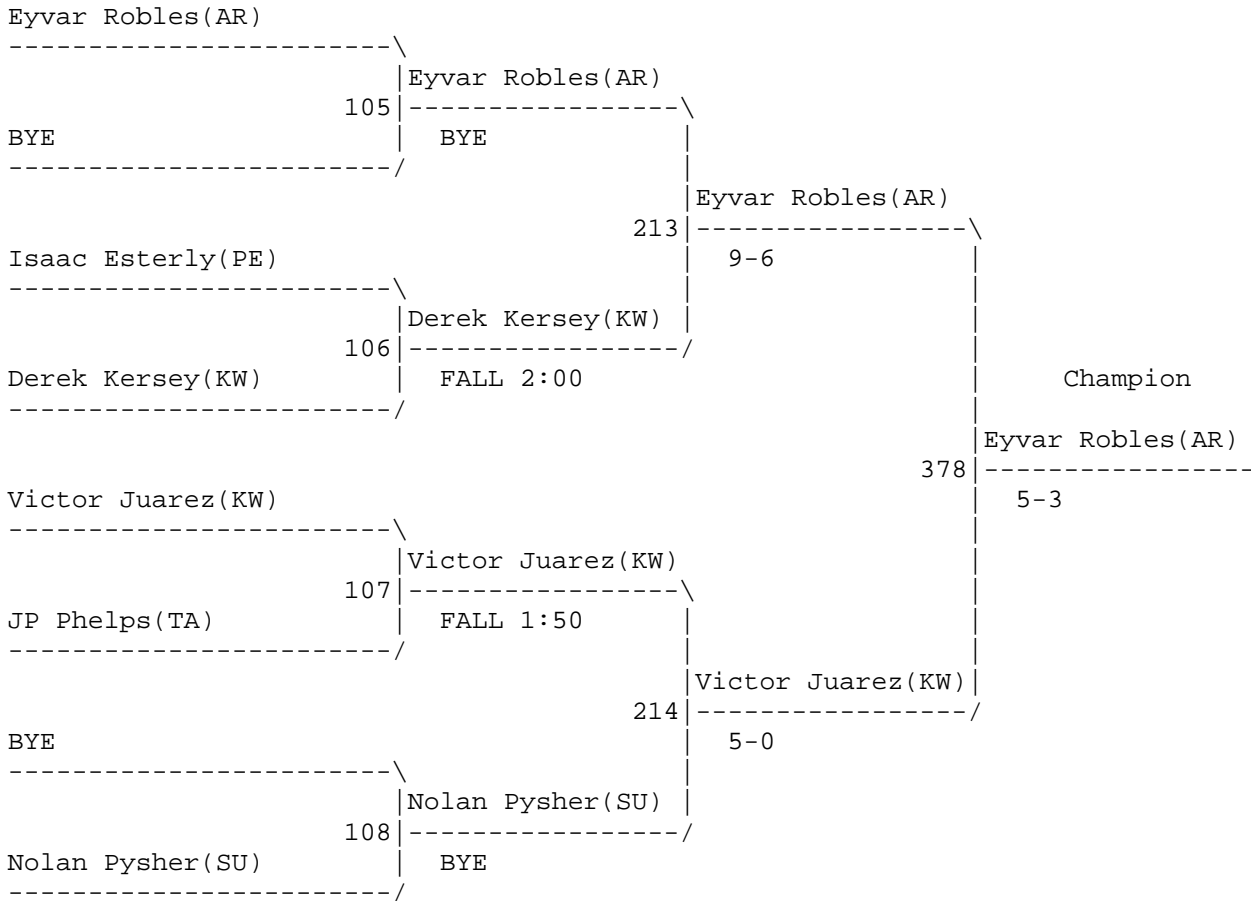 Eyvar Robles(AR)
Eyvar Robles(AR)
105
BYE BYE
Eyvar Robles(AR)
213
Isaac Esterly(PE) 9-6
Derek Kersey(KW)
106
Derek Kersey(KW) FALL 2:00 Champion
Eyvar Robles(AR)
378
Victor Juarez(KW) 5-3
Victor Juarez(KW)
107
JP Phelps(TA) FALL 1:50
Victor Juarez(KW)
214
BYE 5-0
Nolan Pysher(SU)
108
Nolan Pysher(SU) BYE